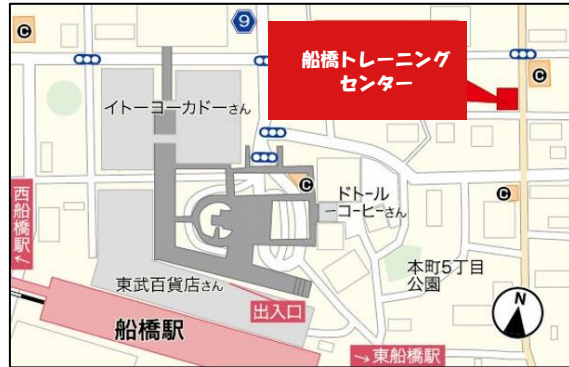 C
9
船橋トレーニング
センター
C
イトーヨーカドーさん
C
C
ドトール
ーコーヒーさん
西船橋駅
本町5丁目
公園
東武百貨店さん
出入口
N
船橋駅
→東船橋駅